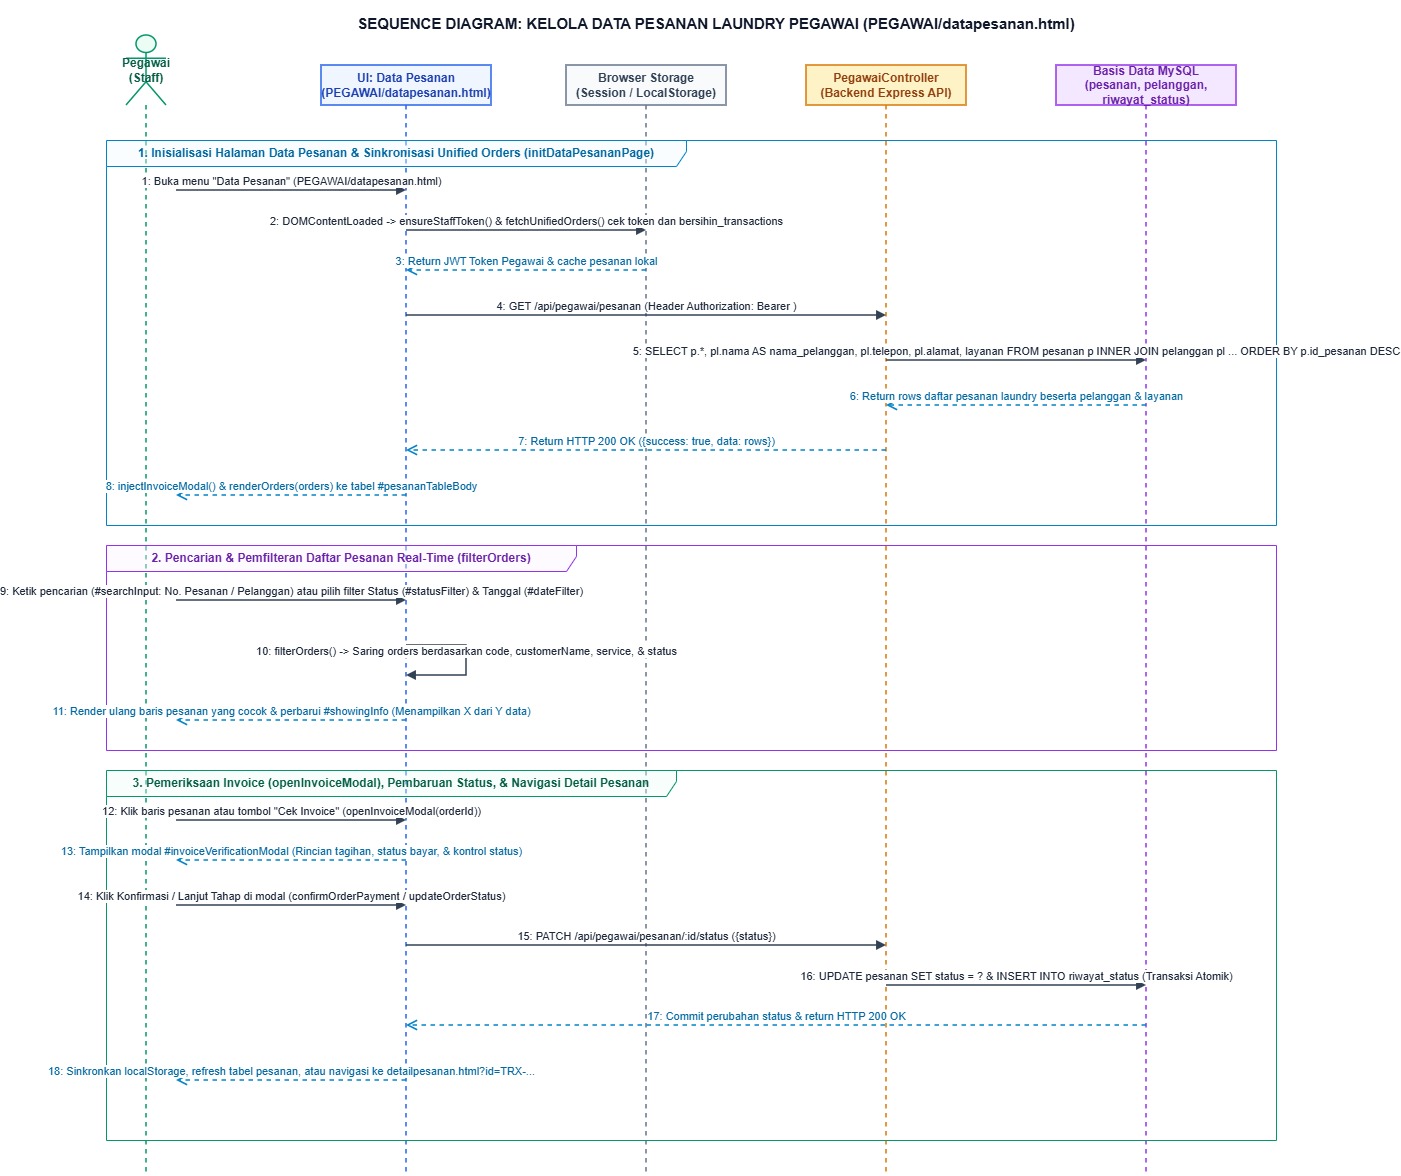 SEQUENCE DIAGRAM: KELOLA DATA PESANAN LAUNDRY PEGAWAI (PEGAWAI/datapesanan.html)
Pegawai
(Staff)
UI: Data Pesanan
(PEGAWAI/datapesanan.html)
Browser Storage
(Session / LocalStorage)
PegawaiController
(Backend Express API)
Basis Data MySQL
(pesanan, pelanggan,
riwayat_status)
1. Inisialisasi Halaman Data Pesanan & Sinkronisasi Unified Orders (initDataPesananPage)
1: Buka menu "Data Pesanan" (PEGAWAI/datapesanan.html)
2: DOMContentLoaded -> ensureStaffToken() & fetchUnifiedOrders() cek token dan bersihin_transactions
3: Return JWT Token Pegawai & cache pesanan lokal
4: GET /api/pegawai/pesanan (Header Authorization: Bearer )
5: SELECT p.*, pl.nama AS nama_pelanggan, pl.telepon, pl.alamat, layanan FROM pesanan p INNER JOIN pelanggan pl ... ORDER BY p.id_pesanan DESC
6: Return rows daftar pesanan laundry beserta pelanggan & layanan
7: Return HTTP 200 OK ({success: true, data: rows})
8: injectInvoiceModal() & renderOrders(orders) ke tabel #pesananTableBody
2. Pencarian & Pemfilteran Daftar Pesanan Real-Time (filterOrders)
9: Ketik pencarian (#searchInput: No. Pesanan / Pelanggan) atau pilih filter Status (#statusFilter) & Tanggal (#dateFilter)
10: filterOrders() -> Saring orders berdasarkan code, customerName, service, & status
11: Render ulang baris pesanan yang cocok & perbarui #showingInfo (Menampilkan X dari Y data)
3. Pemeriksaan Invoice (openInvoiceModal), Pembaruan Status, & Navigasi Detail Pesanan
12: Klik baris pesanan atau tombol "Cek Invoice" (openInvoiceModal(orderId))
13: Tampilkan modal #invoiceVerificationModal (Rincian tagihan, status bayar, & kontrol status)
14: Klik Konfirmasi / Lanjut Tahap di modal (confirmOrderPayment / updateOrderStatus)
15: PATCH /api/pegawai/pesanan/:id/status ({status})
16: UPDATE pesanan SET status = ? & INSERT INTO riwayat_status (Transaksi Atomik)
17: Commit perubahan status & return HTTP 200 OK
18: Sinkronkan localStorage, refresh tabel pesanan, atau navigasi ke detailpesanan.html?id=TRX-...